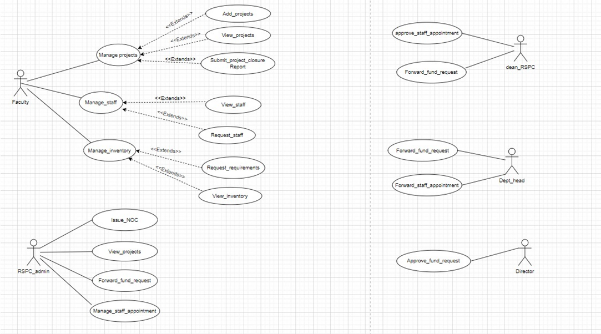 Add_projects
<<Extends>>
View_projects
<<Extends>>
Manage projects
Submit_project_closure
Report
<<Extends>>
Faculty
Manage_staff
<<Extends>>
View_staff
<<Extends>>
Request_staff
Manage_inventory
<<Extends>>
Request_requirements
<<Extends>>
View_inventory
Issue_NOC
View_projects
RSPC_admin
Forward_fund_request
Manage_staff_appointment
approve_staff_appointment
dean_RSPC
Forward_fund_request
Forward_fund_request
Dept_head
Forward_staff_appointment
Approve_fund_request
Director